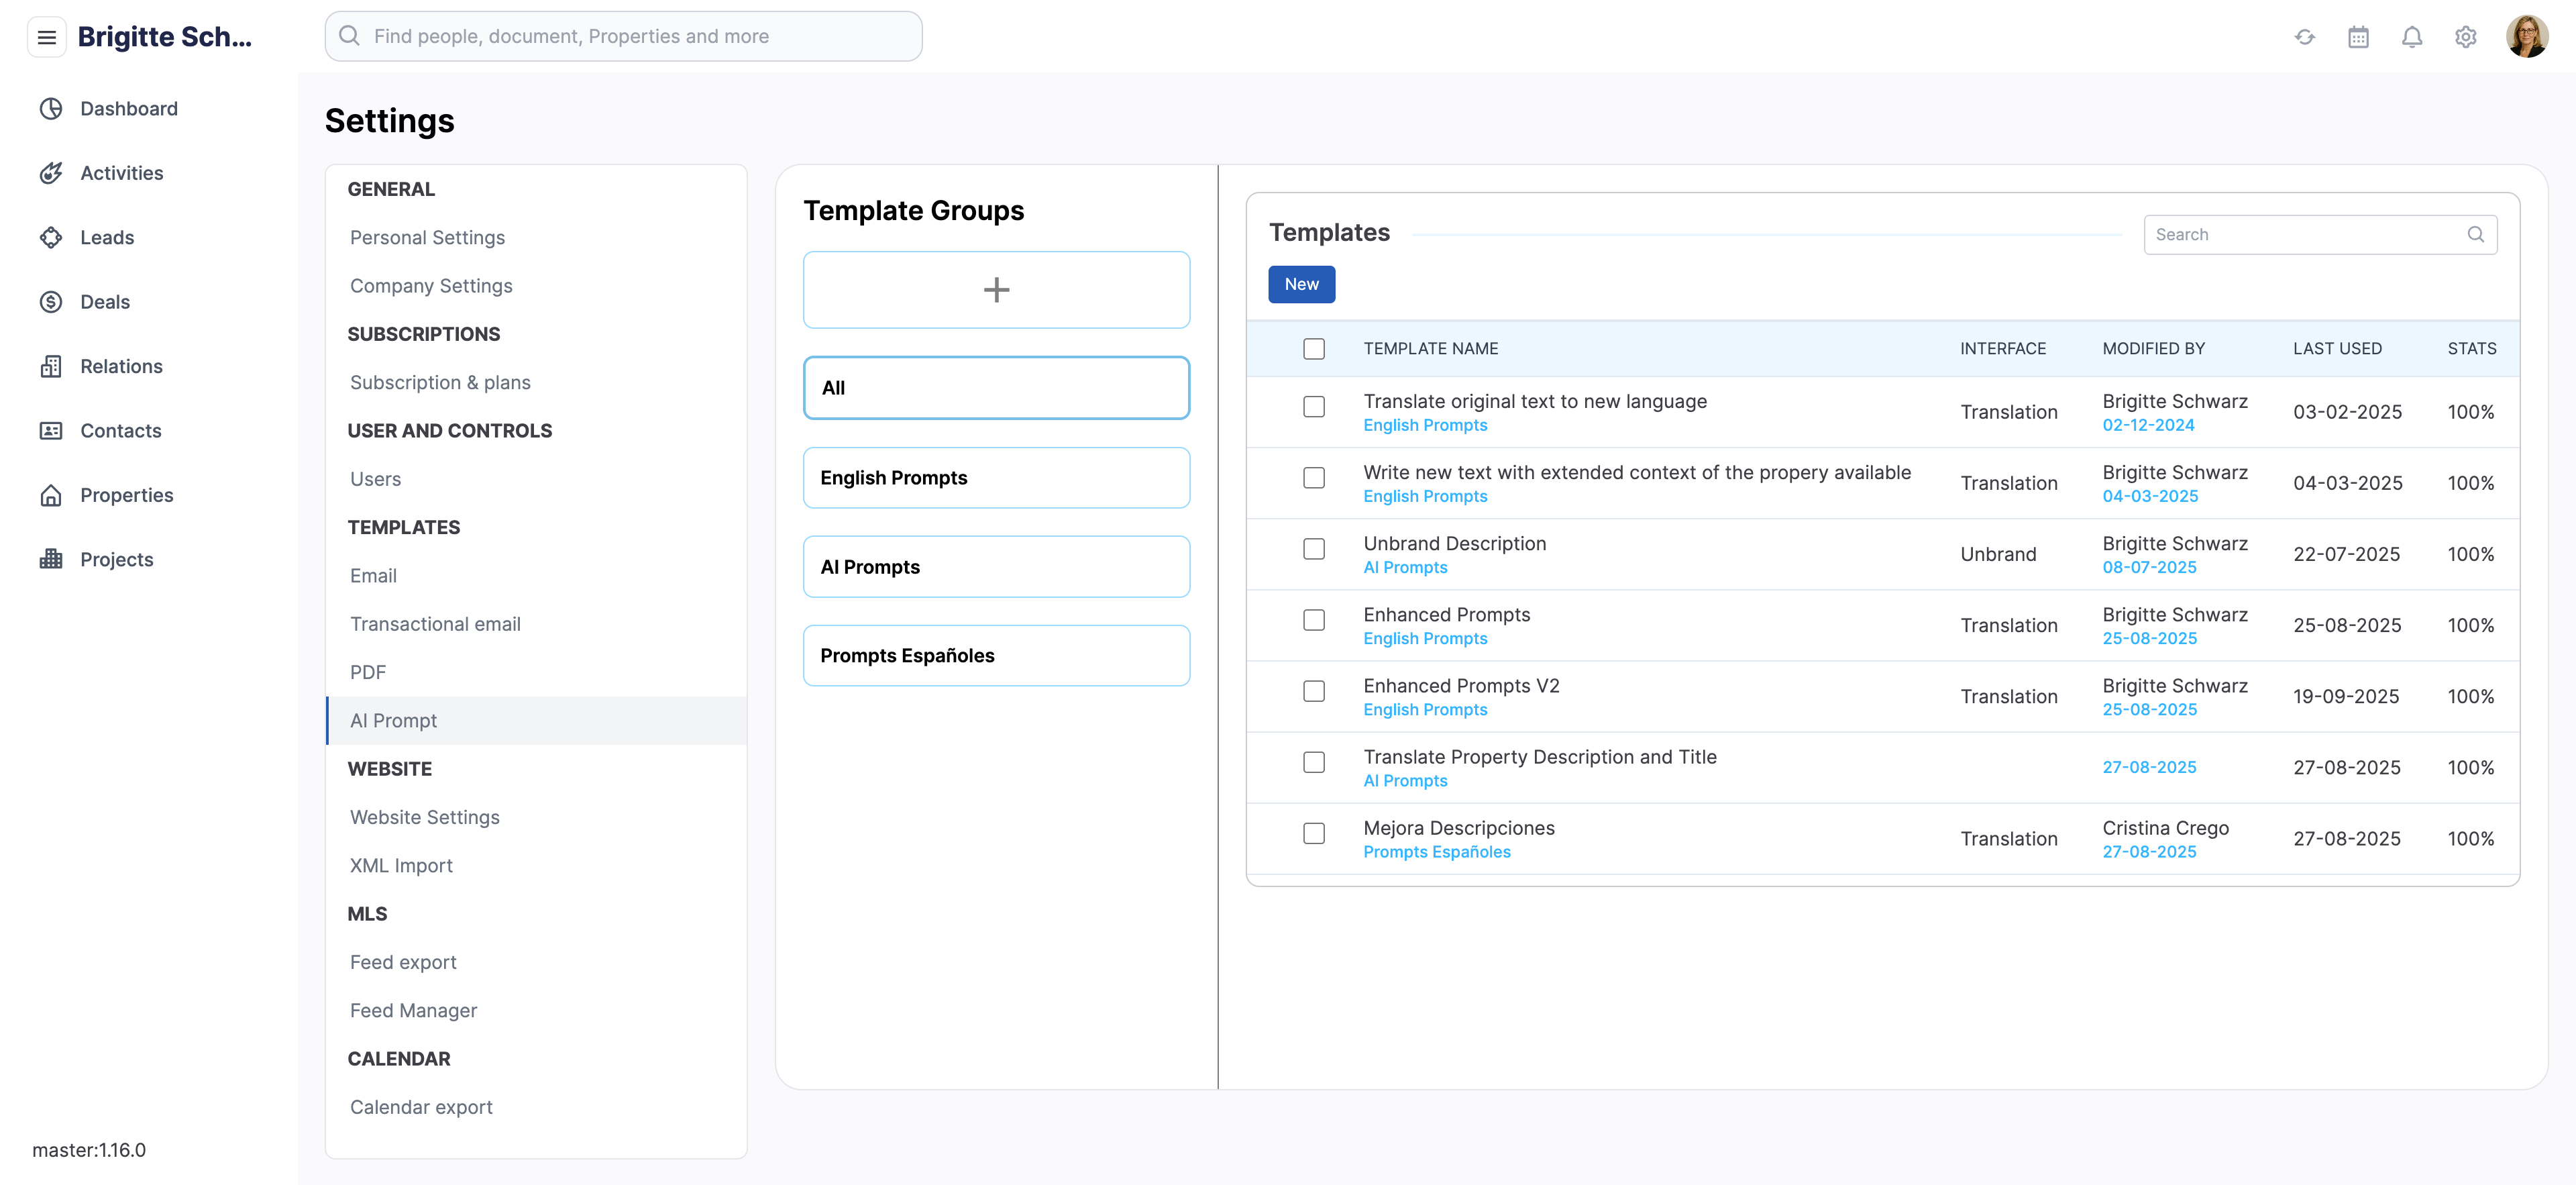 Brigitte Sch...
Find people, document, Properties and more
Dashboard
Activities
Leads
Deals
Relations
Contacts
Properties
Projects
master:1.16.0
Settings
GENERAL
Personal Settings
Company Settings
SUBSCRIPTIONS
Subscription & plans
USER AND CONTROLS
Users
TEMPLATES
Email
Transactional email
PDF
AI Prompt
WEBSITE
Website Settings
XML Import
MLS
Feed export
Feed Manager
CALENDAR
Calendar export
Template Groups
All
English Prompts
AI Prompts
Prompts Españoles
Templates
Search
New
TEMPLATE NAME INTERFACE MODIFIED BY LAST USED STATS
Translate original text to new language
English Prompts
Translation
Brigitte Schwarz
02-12-2024
03-02-2025
100%
Write new text with extended context of the propery available
English Prompts
Translation
Brigitte Schwarz
04-03-2025
04-03-2025
100%
Unbrand Description
AI Prompts
Unbrand
Brigitte Schwarz
08-07-2025
22-07-2025
100%
Enhanced Prompts
English Prompts
Translation
Brigitte Schwarz
25-08-2025
25-08-2025
100%
Enhanced Prompts V2
English Prompts
Translation
Brigitte Schwarz
25-08-2025
19-09-2025
100%
Translate Property Description and Title
AI Prompts
27-08-2025
27-08-2025
100%
Mejora Descripciones
Prompts Españoles
Translation
Cristina Crego
27-08-2025
27-08-2025
100%